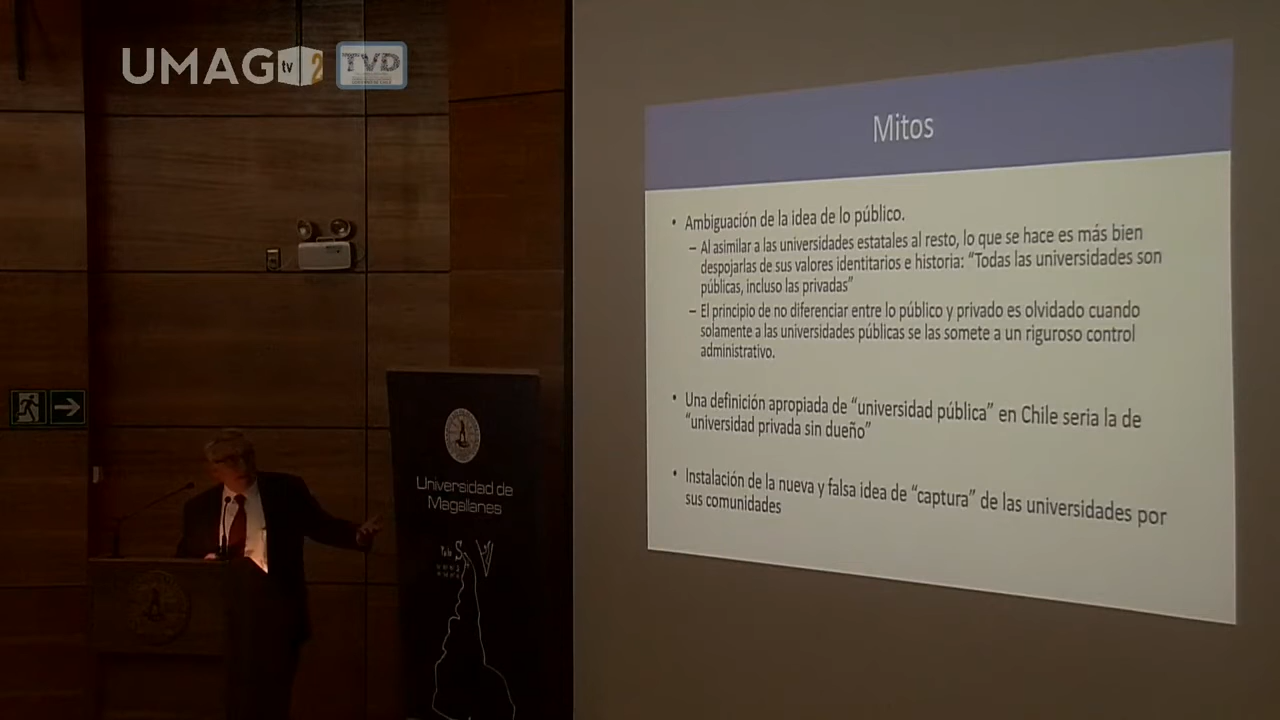 UMAG tv 2 TVD
Mitos
• Ambiguación de la idea de lo público.
– Al asimilar a las universidades estatales al resto, lo que se hace es más bien
despojarlas de sus valores identitarios e historia: “Todas las universidades son
públicas, incluso las privadas”
– El principio de no diferenciar entre lo público y privado es olvidado cuando
solamente a las universidades públicas se las somete a un riguroso control
administrativo.
• Una definición apropiada de “universidad pública” en Chile seria la de
“universidad privada sin dueño”
• Instalación de la nueva y falsa idea de “captura” de las universidades por
sus comunidades
Universidad de
Magallanes